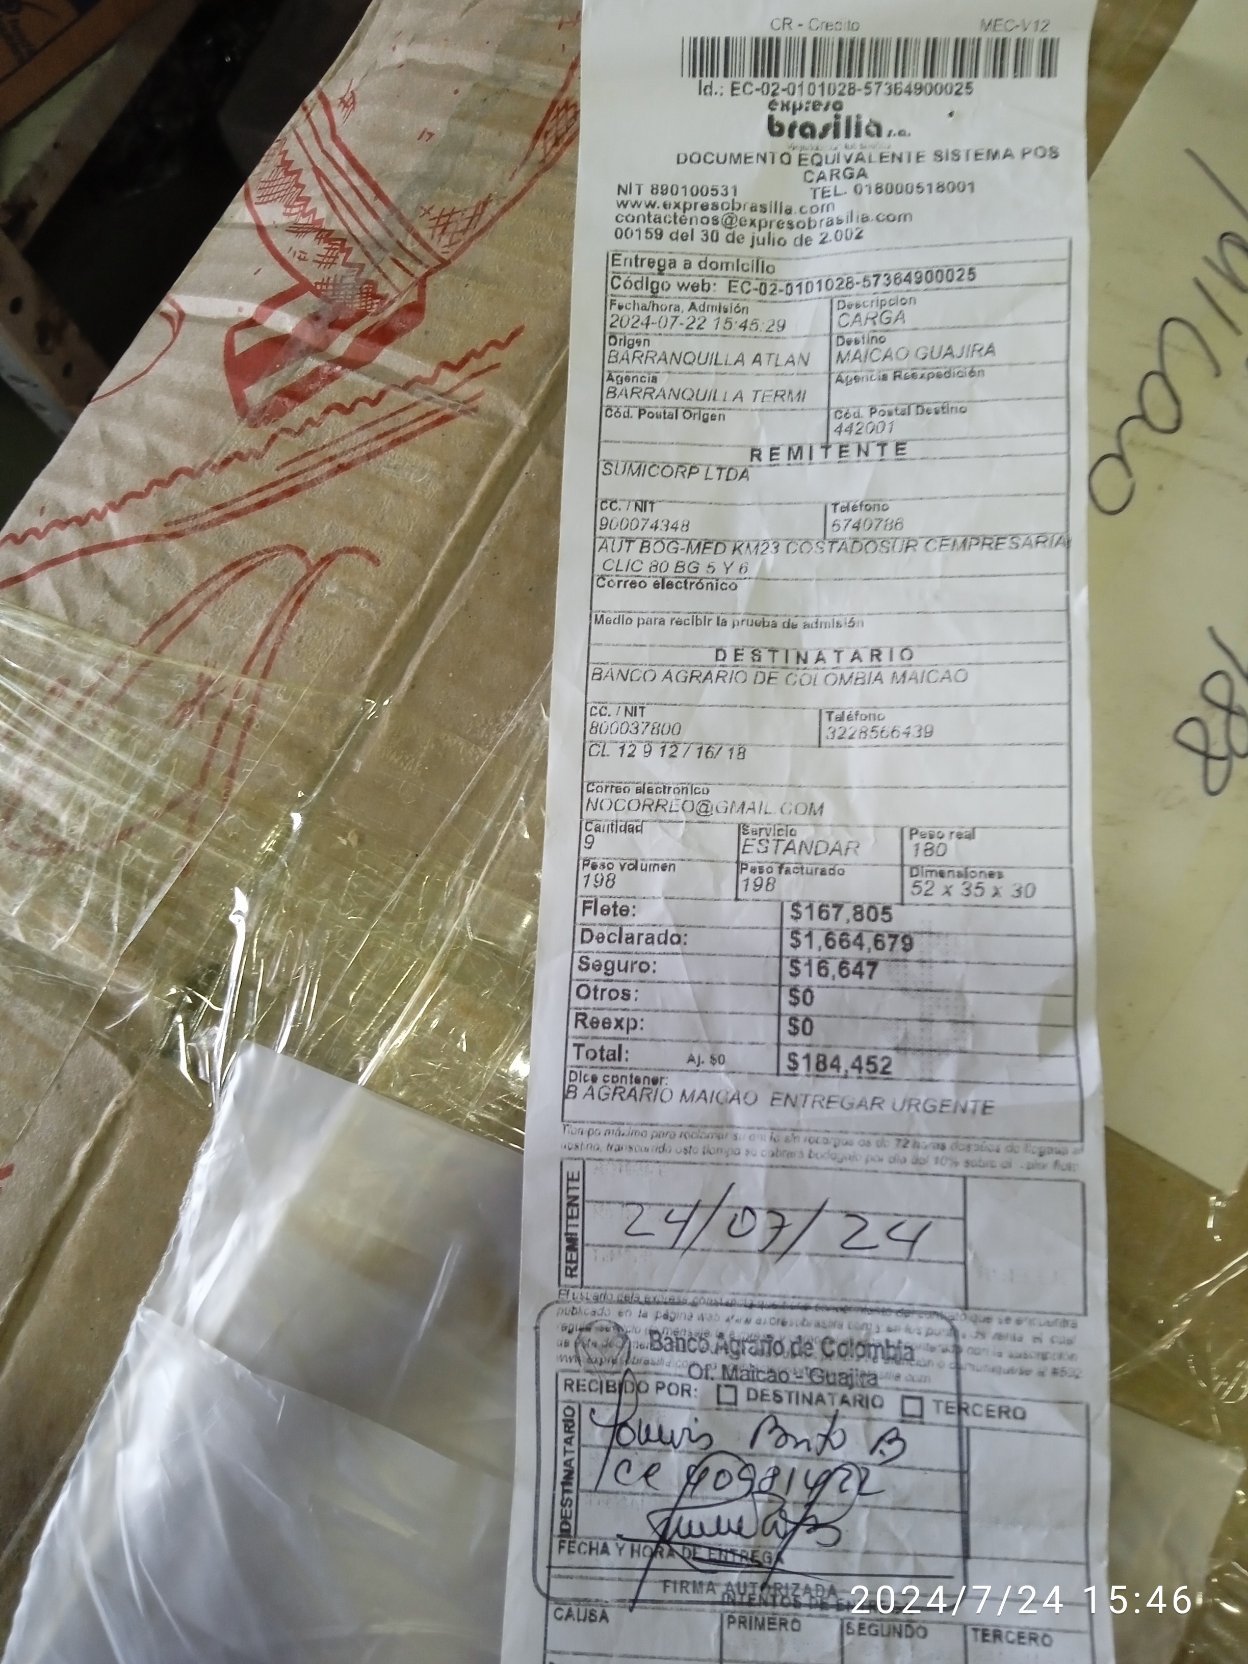 CR - Credito MEC-V12
Id.: EC-02-0101028-57364900025
expreso
brasilia s.a.
DOCUMENTO EQUIVALENTE SISTEMA POS
CARGA
NIT 890100531 TEL. 018000518001
www.expresobrasilia.com
contactenos@expresobrasilia.com
00159 del 30 de julio de 2.002
Entrega a domicilio
Código web: EC-02-0101028-57364900025
Fecha/hora, Admisión Descripcion
2024-07-22 15:45:29 CARGA
Origen Destino
BARRANQUILLA ATLAN MAICAO GUAJIRA
Agencia Agencia Reexpedición
BARRANQUILLA TERMI
Cód. Postal Origen Cód. Postal Destino
442001
REMITENTE
SUMICORP LTDA
CC. / NIT Teléfono
900074348 5740786
AUT BOG-MED KM23 COSTADOSUR CEMPRESARIA
CLIC 80 BG 5 Y 6
Correo electrónico
Medio para recibir la prueba de admisión
DESTINATARIO
BANCO AGRARIO DE COLOMBIA MAICAO
CC. / NIT Teléfono
800037800 3228566439
CL 12 9 12 / 16/ 18
Correo electronico
NOCORREO@GMAIL.COM
Cantidad Servicio Peso real
9 ESTANDAR 180
Peso volumen Peso facturado Dimensiones
198 198 52 x 35 x 30
Flete: $167,805
Declarado: $1,664,679
Seguro: $16,647
Otros: $0
Reexp: $0
Total: Aj. $0 $184,452
Dice contener:
B AGRARIO MAICAO ENTREGAR URGENTE
REMITENTE
24/07/24
Banco Agrario de Colombia
Of. Maicao - Guajira
RECIBIDO POR: DESTINATARIO TERCERO
DESTINATARIO
FECHA Y HORA DE ENTREGA
FIRMA AUTORIZADA
2024/7/24 15:46
CAUSA PRIMERO SEGUNDO TERCERO